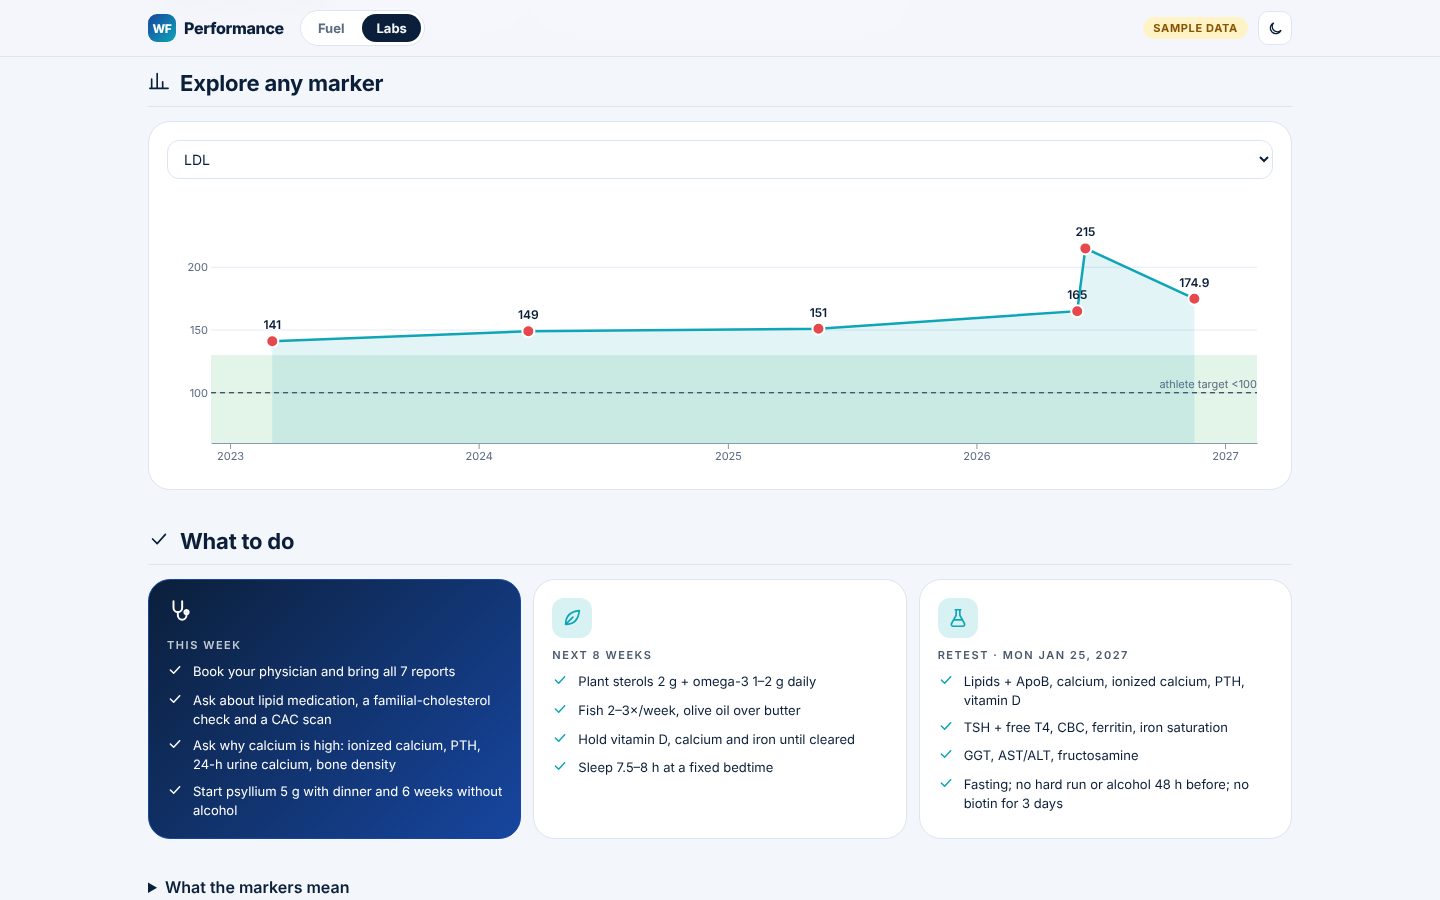 WF Performance Fuel Labs SAMPLE DATA
Explore any marker
LDL
215
200
174.9
165
149
151
141
150
athlete target <100
100
2023 2024 2025 2026 2027
What to do
THIS WEEK
Book your physician and bring all 7 reports
Ask about lipid medication, a familial-cholesterol
check and a CAC scan
Ask why calcium is high: ionized calcium, PTH,
24-h urine calcium, bone density
Start psyllium 5 g with dinner and 6 weeks without
alcohol
NEXT 8 WEEKS
Plant sterols 2 g + omega-3 1–2 g daily
Fish 2–3×/week, olive oil over butter
Hold vitamin D, calcium and iron until cleared
Sleep 7.5–8 h at a fixed bedtime
RETEST · MON JAN 25, 2027
Lipids + ApoB, calcium, ionized calcium, PTH,
vitamin D
TSH + free T4, CBC, ferritin, iron saturation
GGT, AST/ALT, fructosamine
Fasting; no hard run or alcohol 48 h before; no
biotin for 3 days
What the markers mean